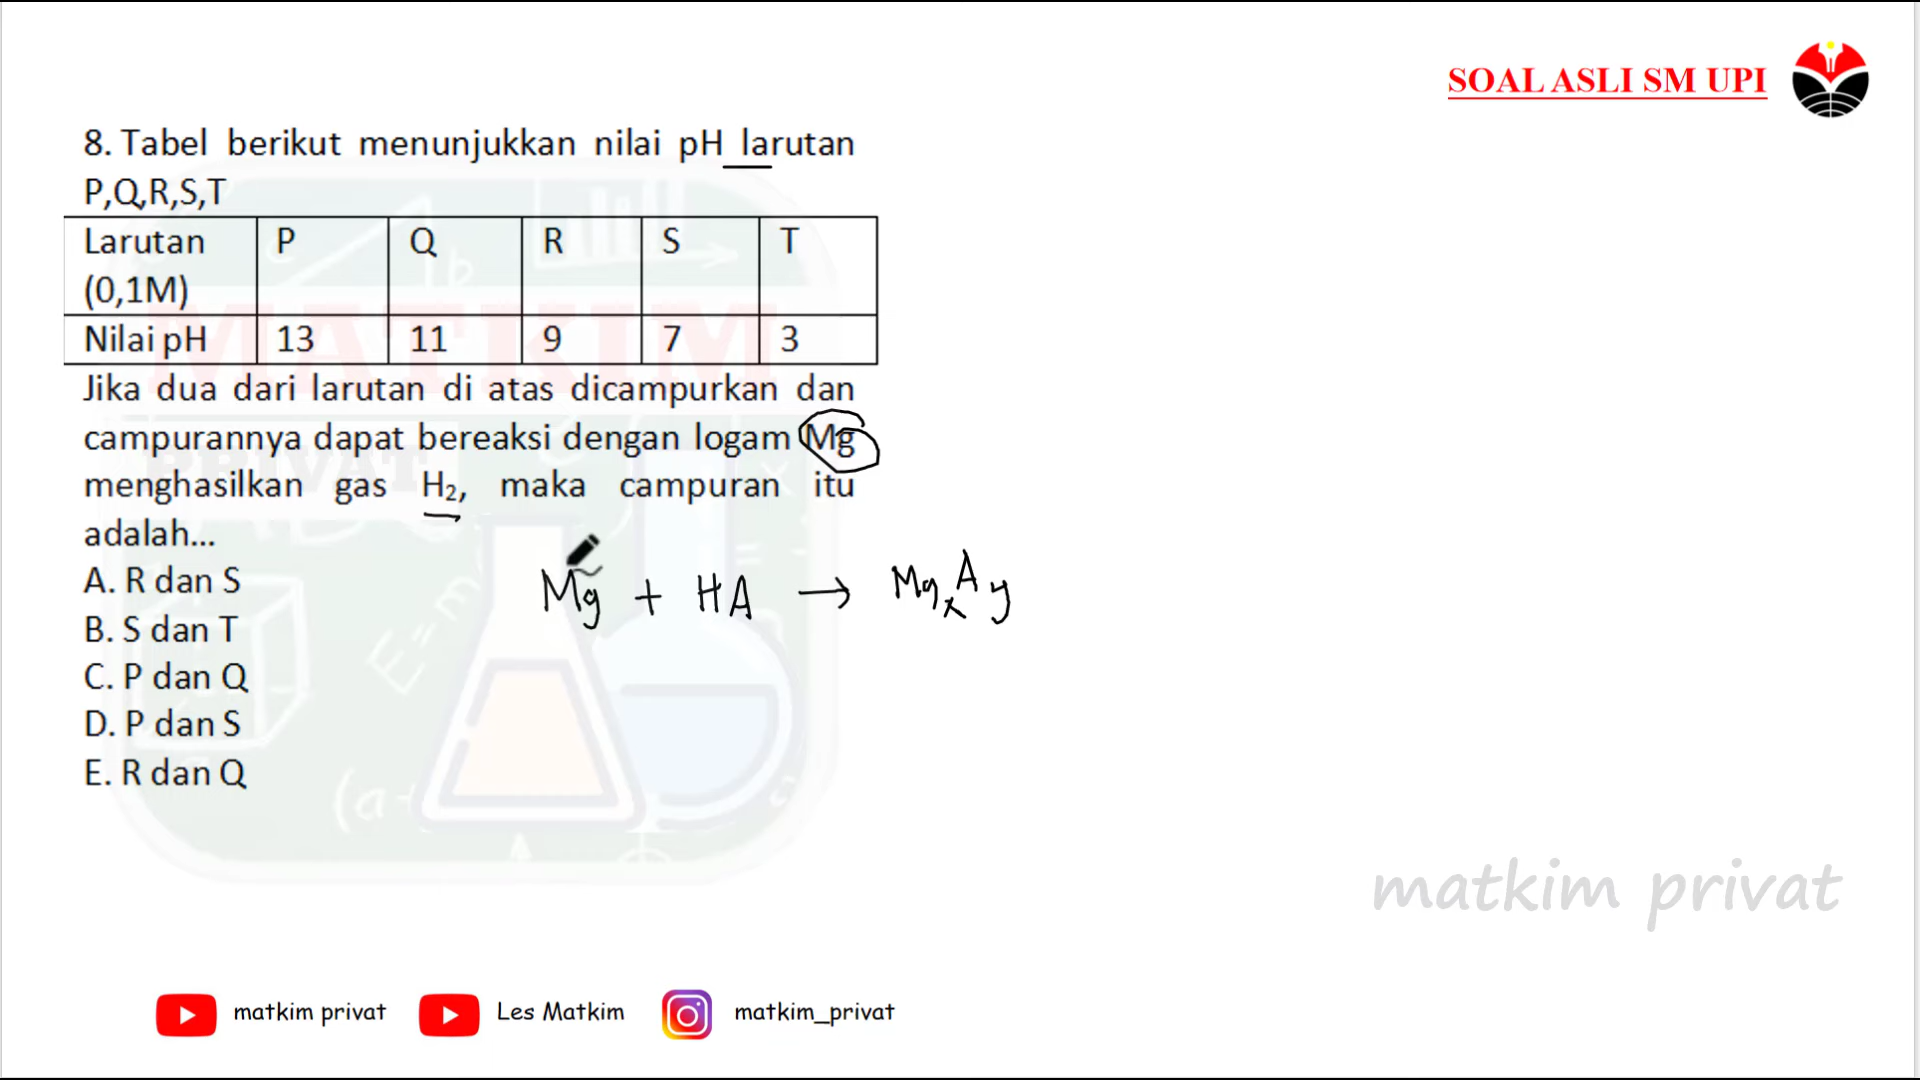 SOAL ASLI SM UPI
8. Tabel berikut menunjukkan nilai pH larutan
P,Q,R,S,T
Larutan (0,1M) P Q R S T
Nilai pH 13 11 9 7 3
Jika dua dari larutan di atas dicampurkan dan
campurannya dapat bereaksi dengan logam Mg
menghasilkan gas H₂, maka campuran itu
adalah...
A. R dan S
B. S dan T
C. P dan Q
D. P dan S
E. R dan Q
Mg + HA → MgₓAy
MATKIM
PRIVAT
matkim privat
matkim privat Les Matkim matkim_privat